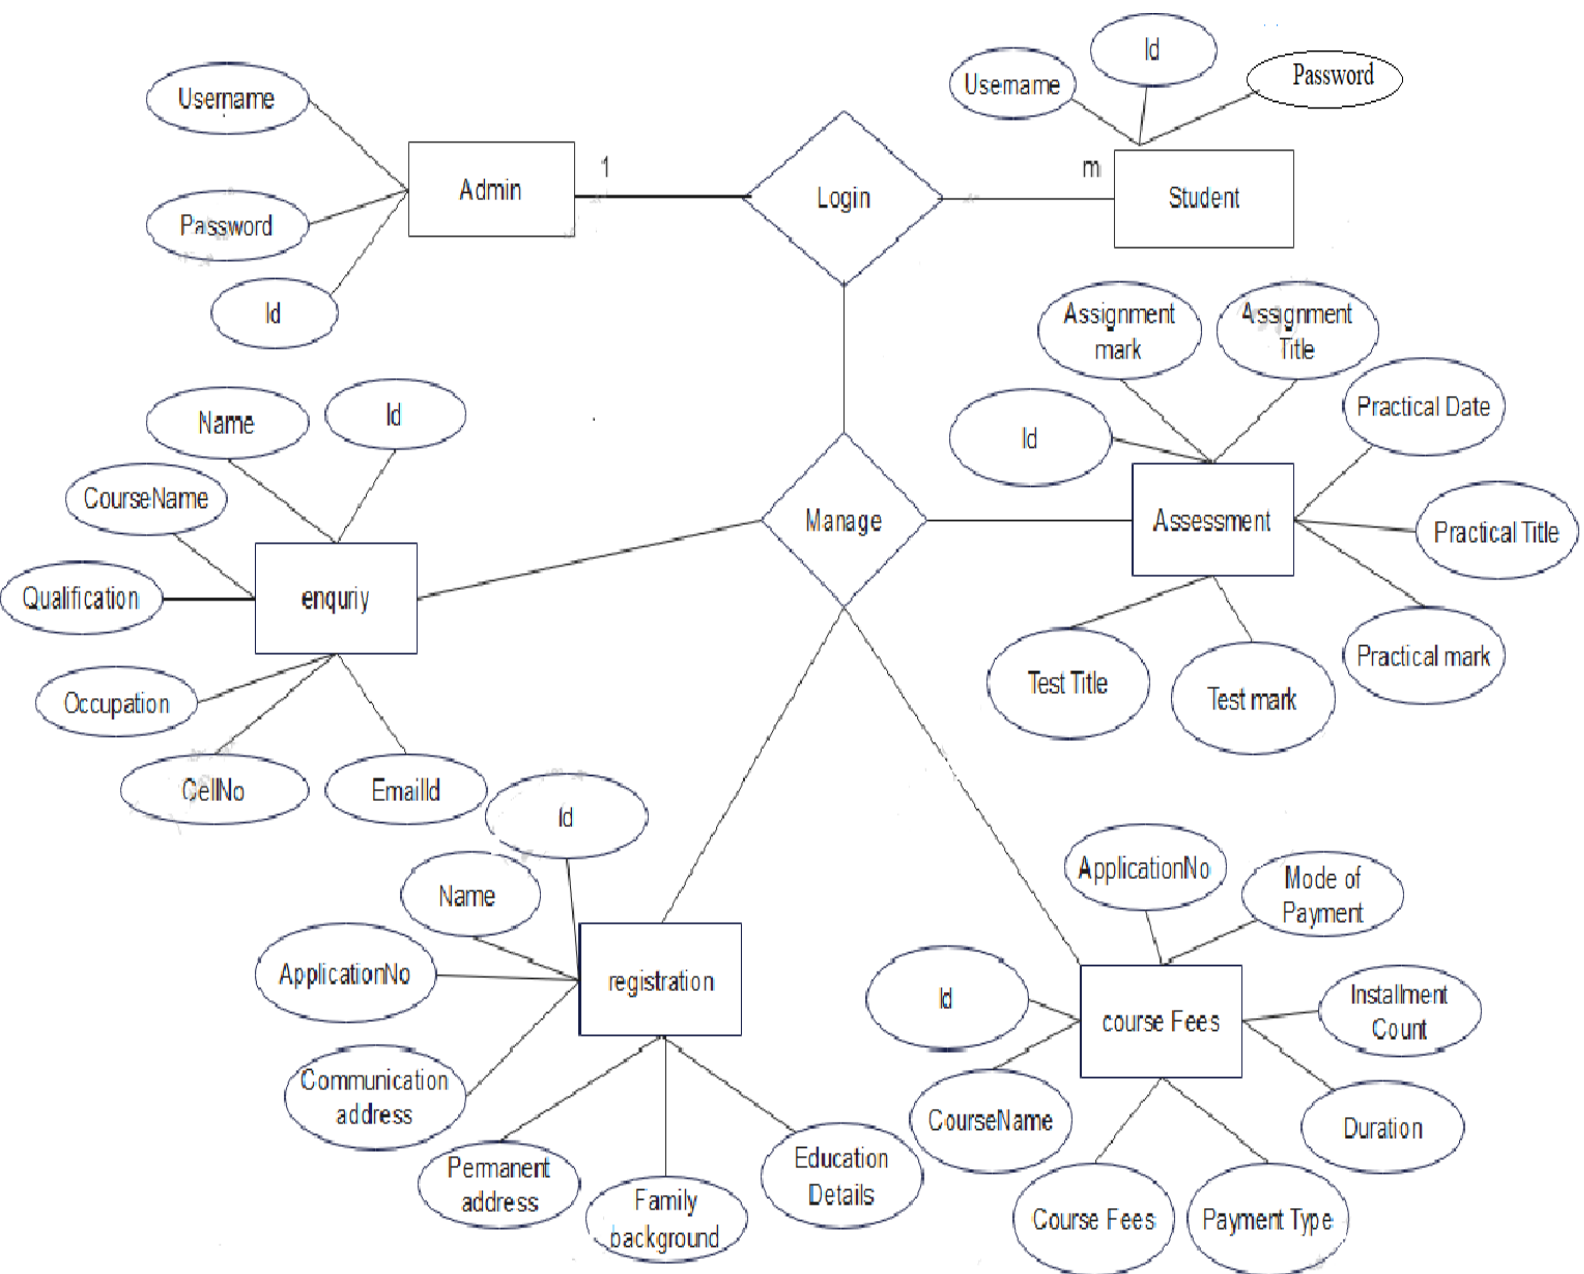 Id
Username
Password
Username
Admin
1
Login
m
Student
Password
Id
Assignment
mark
Assignment
Title
Practical Date
Name
Id
Id
CourseName
Manage
Assessment
Practical Title
Qualification
enquriy
Practical mark
Test Title
Test mark
Occupation
CellNo
EmailId
Id
Name
ApplicationNo
Mode of
Payment
ApplicationNo
registration
Id
course Fees
Installment
Count
Communication
address
CourseName
Duration
Permanent
address
Family
background
Education
Details
Course Fees
Payment Type